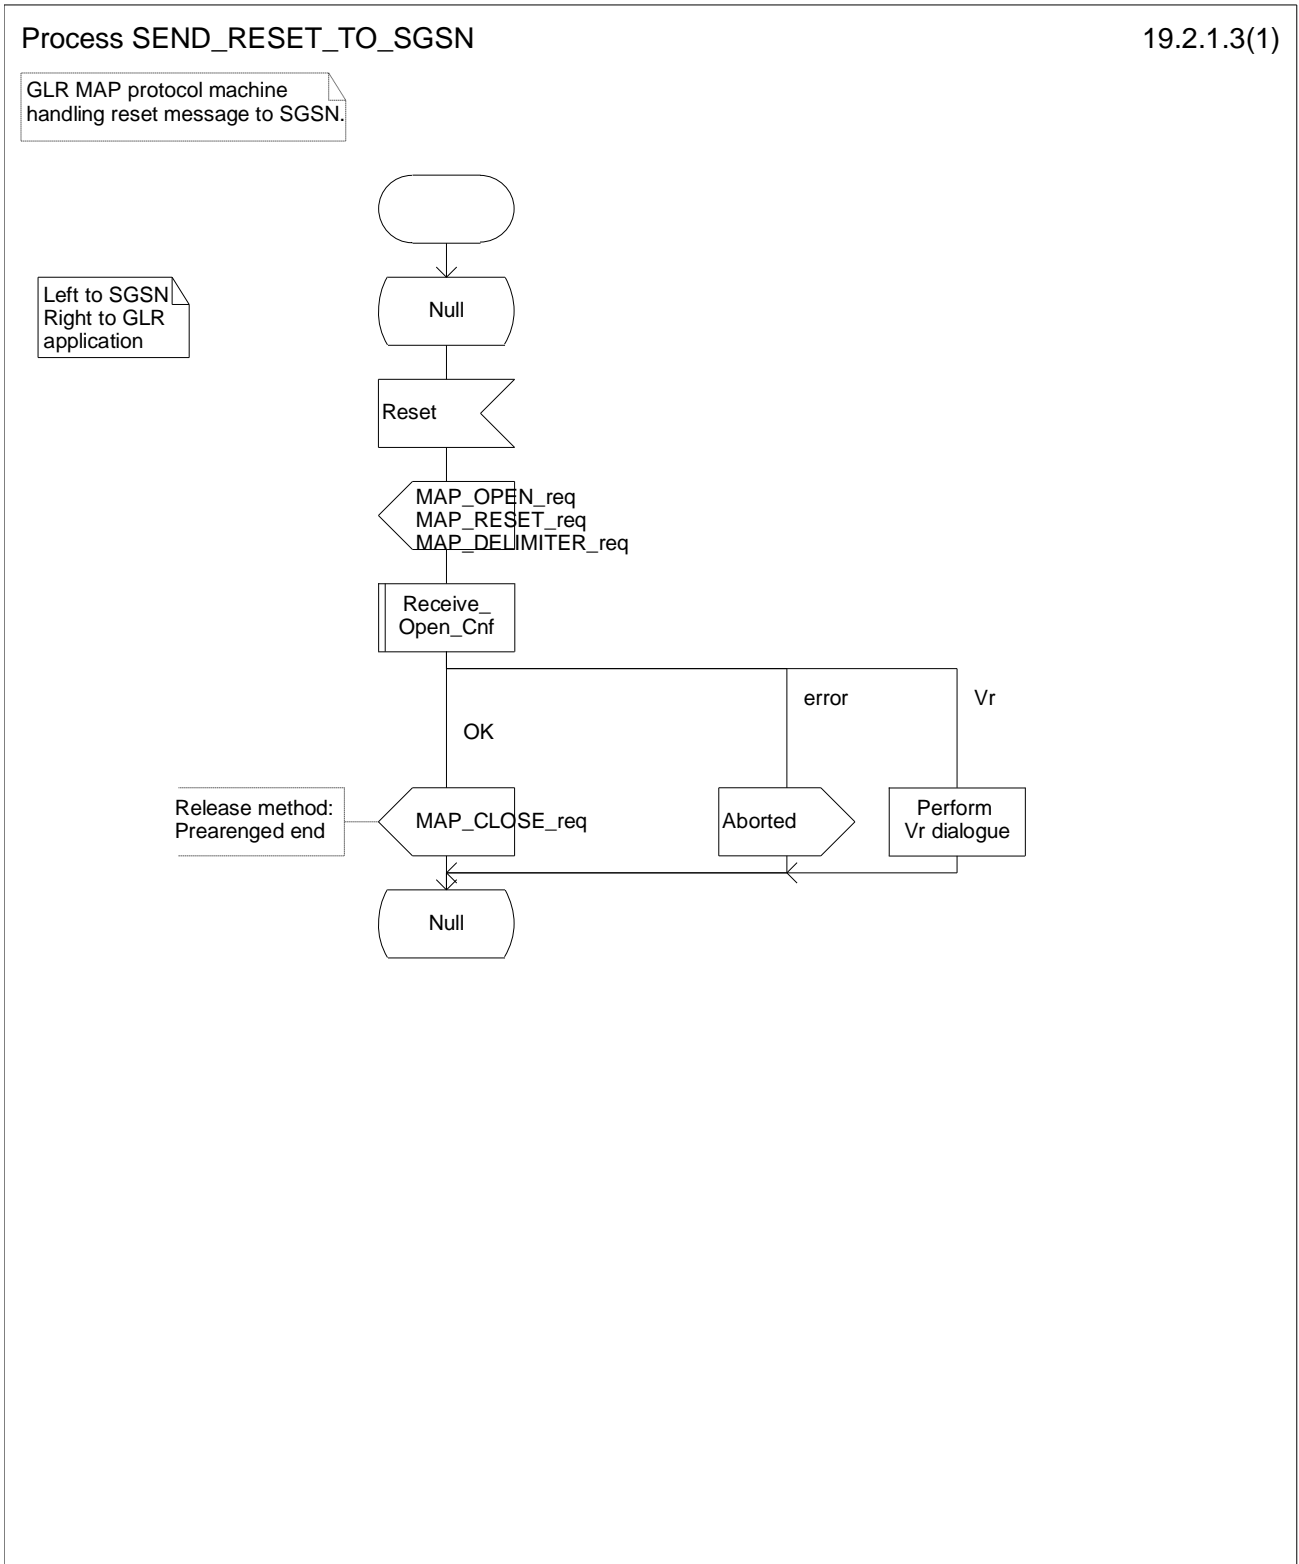 Process SEND_RESET_TO_SGSN
19.2.1.3(1)
GLR MAP protocol machine
handling reset message to SGSN.
Left to SGSN
Right to GLR
application
Null
Reset
MAP_OPEN_req
MAP_RESET_req
MAP_DELIMITER_req
Receive_
Open_Cnf
error
Vr
OK
Release method:
Prearenged end
MAP_CLOSE_req
Aborted
Perform
Vr dialogue
Null